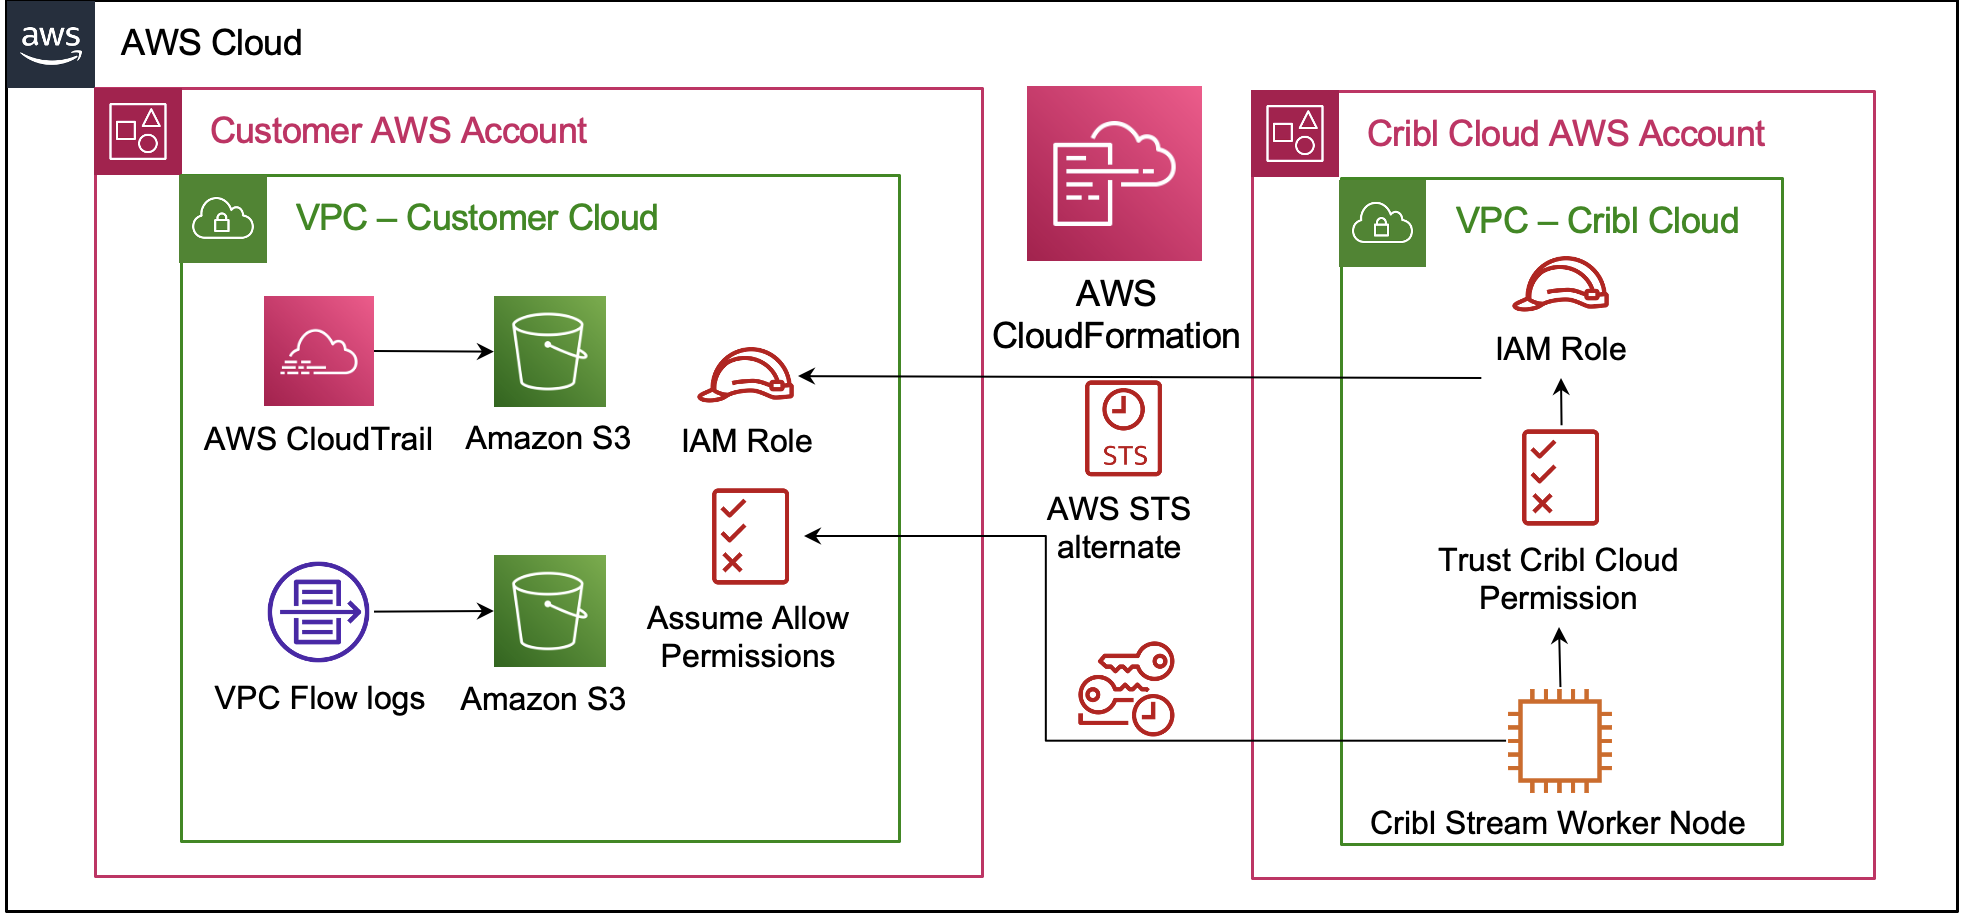 aws
AWS Cloud
Customer AWS Account
VPC – Customer Cloud
AWS CloudTrail
Amazon S3
IAM Role
VPC Flow logs
Amazon S3
Assume Allow
Permissions
AWS
CloudFormation
STS
AWS STS
alternate
Cribl Cloud AWS Account
VPC – Cribl Cloud
IAM Role
Trust Cribl Cloud
Permission
Cribl Stream Worker Node